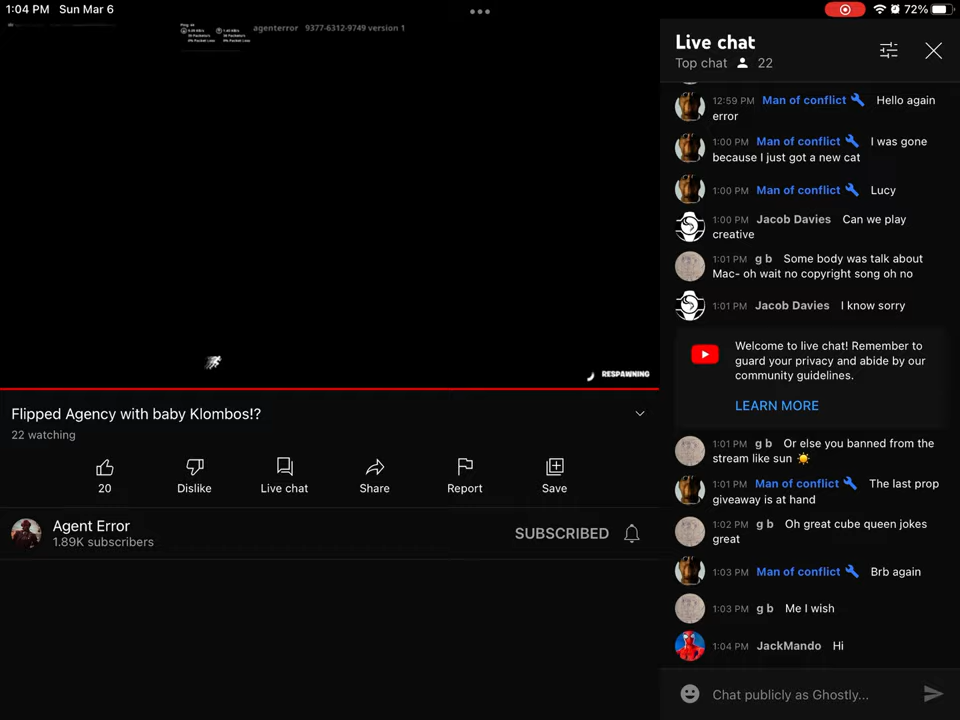 1:04 PM Sun Mar 6
72%
agenterror 9377-6312-9749 version 1
RESPAWNING
Flipped Agency with baby Klombos!?
22 watching
20
Dislike
Live chat
Share
Report
Save
Agent Error
1.89K subscribers
SUBSCRIBED
Live chat
Top chat 22
12:59 PM Man of conflict Hello again
error
1:00 PM Man of conflict I was gone
because I just got a new cat
1:00 PM Man of conflict Lucy
1:00 PM Jacob Davies Can we play
creative
1:01 PM g b Some body was talk about
Mac- oh wait no copyright song oh no
1:01 PM Jacob Davies I know sorry
Welcome to live chat! Remember to
guard your privacy and abide by our
community guidelines.
LEARN MORE
1:01 PM g b Or else you banned from the
stream like sun ☀️
1:01 PM Man of conflict The last prop
giveaway is at hand
1:02 PM g b Oh great cube queen jokes
great
1:03 PM Man of conflict Brb again
1:03 PM g b Me I wish
1:04 PM JackMando Hi
Chat publicly as Ghostly...